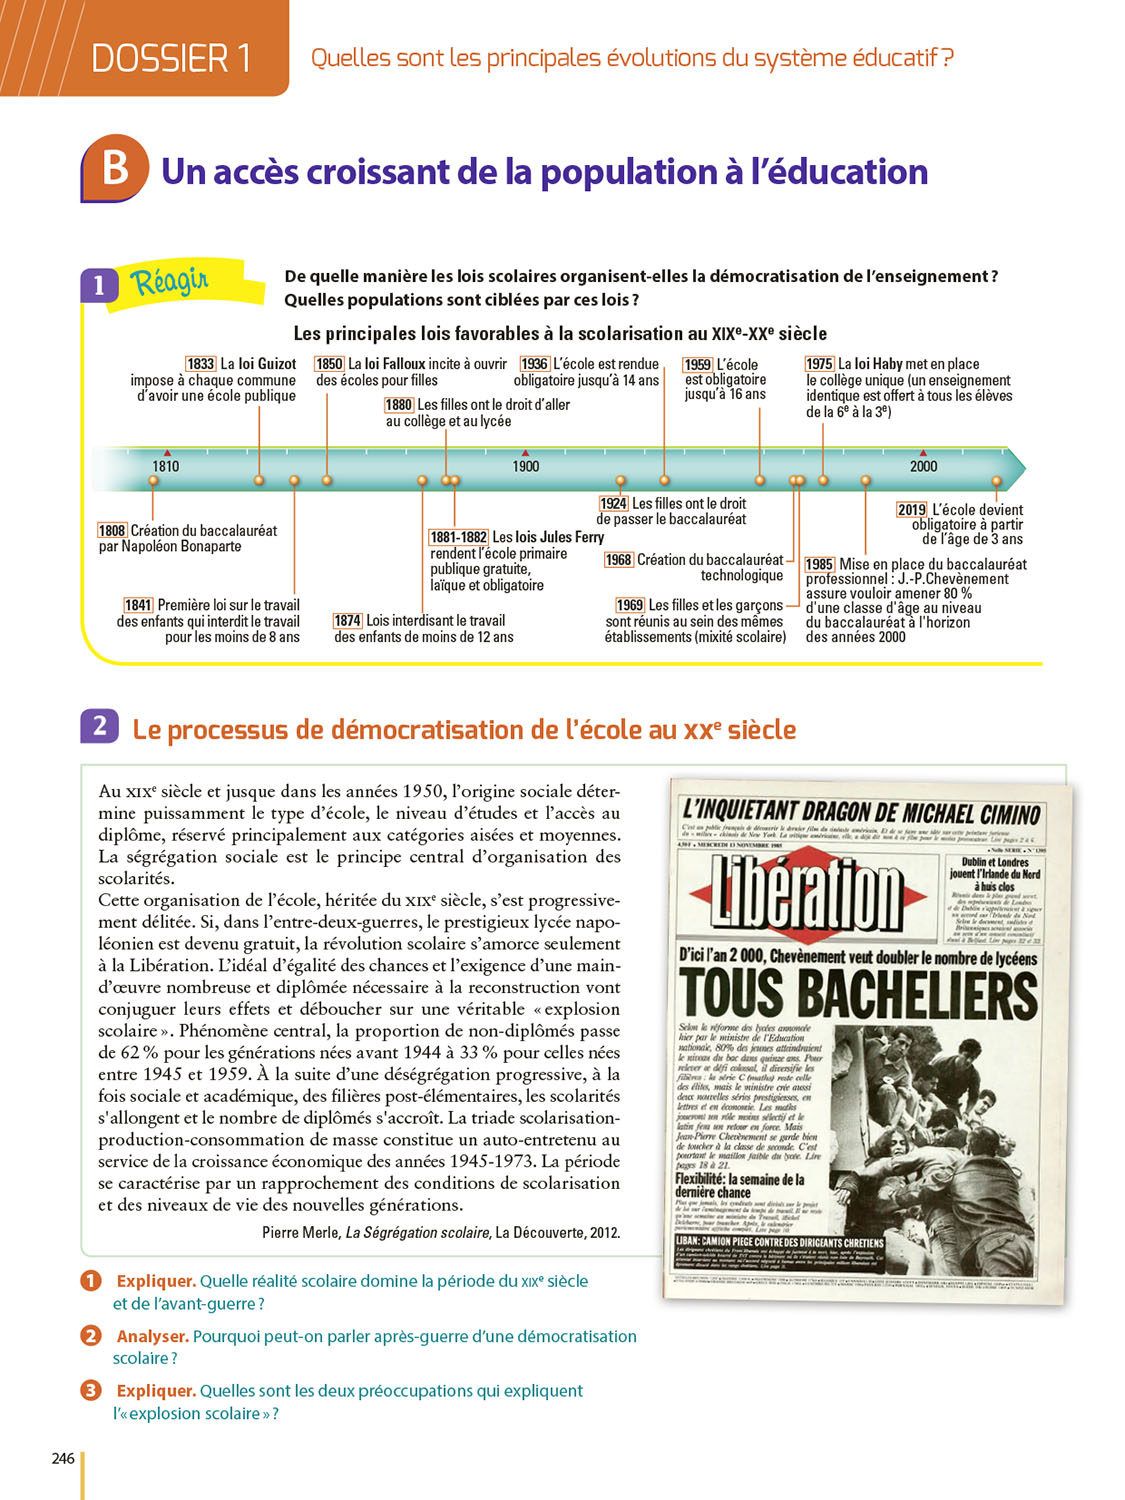 DOSSIER 1
Quelles sont les principales évolutions du système éducatif ?
B
Un accès croissant de la population à l'éducation
1 Réagir
De quelle manière les lois scolaires organisent-elles la démocratisation de l'enseignement ?
Quelles populations sont ciblées par ces lois ?
Les principales lois favorables à la scolarisation au XIXe-XXe siècle
1833 La loi Guizot
impose à chaque commune
d'avoir une école publique
1850 La loi Falloux incite à ouvrir
des écoles pour filles
1880 Les filles ont le droit d'aller
au collège et au lycée
1936 L'école est rendue
obligatoire jusqu'à 14 ans
1959 L'école
est obligatoire
jusqu'à 16 ans
1975 La loi Haby met en place
le collège unique (un enseignement
identique est offert à tous les élèves
de la 6e à la 3e)
1810
1900
2000
1808 Création du baccalauréat
par Napoléon Bonaparte
1841 Première loi sur le travail
des enfants qui interdit le travail
pour les moins de 8 ans
1874 Lois interdisant le travail
des enfants de moins de 12 ans
1881-1882 Les lois Jules Ferry
rendent l'école primaire
publique gratuite,
laïque et obligatoire
1924 Les filles ont le droit
de passer le baccalauréat
1968 Création du baccalauréat
technologique
1969 Les filles et les garçons
sont réunis au sein des mêmes
établissements (mixité scolaire)
1985 Mise en place du baccalauréat
professionnel : J.-P.Chevènement
assure vouloir amener 80 %
d'une classe d'âge au niveau
du baccalauréat à l'horizon
des années 2000
2019 L'école devient
obligatoire à partir
de l'âge de 3 ans
2 Le processus de démocratisation de l'école au XXe siècle
Au XIXe siècle et jusque dans les années 1950, l'origine sociale déter-
mine puissamment le type d'école, le niveau d'études et l'accès au
diplôme, réservé principalement aux catégories aisées et moyennes.
La ségrégation sociale est le principe central d'organisation des
scolarités.
Cette organisation de l'école, héritée du XIXe siècle, s'est progressive-
ment délitée. Si, dans l'entre-deux-guerres, le prestigieux lycée napo-
léonien est devenu gratuit, la révolution scolaire s'amorce seulement
à la Libération. L'idéal d'égalité des chances et l'exigence d'une main-
d'œuvre nombreuse et diplômée nécessaire à la reconstruction vont
conjuguer leurs effets et déboucher sur une véritable « explosion
scolaire ». Phénomène central, la proportion de non-diplômés passe
de 62 % pour les générations nées avant 1944 à 33 % pour celles nées
entre 1945 et 1959. À la suite d'une déségrégation progressive, à la
fois sociale et académique, des filières post-élémentaires, les scolarités
s'allongent et le nombre de diplômés s'accroît. La triade scolarisation-
production-consommation de masse constitue un auto-entretenu au
service de la croissance économique des années 1945-1973. La période
se caractérise par un rapprochement des conditions de scolarisation
et des niveaux de vie des nouvelles générations.
Pierre Merle, La Ségrégation scolaire, La Découverte, 2012.
L'INQUIETANT DRAGON DE MICHAEL CIMINO
MERCREDI 13 NOVEMBRE 1985
Libération
Dublin et Londres
jouent l'Irlande du Nord
à huis clos
D'ici l'an 2 000, Chevènement veut doubler le nombre de lycéens
TOUS BACHELIERS
Selon la réforme des lycées annoncée
hier par le ministre de l'Education
nationale, 80% des jeunes atteindraient
le niveau du bac dans quinze ans. Pour
relever ce défi colossal, il diversifie les
filières : la série C (maths) reste celle
des élites, mais le ministre crée aussi
deux nouvelles séries prestigieuses, en
lettres et en économie. Les maths
joueront un rôle moins sélectif et le
latin fera un retour en force. Mais
Jean-Pierre Chevènement se garde bien
de toucher à la classe de seconde. C'est
pourtant le maillon faible du lycée. Lire
pages 18 à 21.
Flexibilité: la semaine de la
dernière chance
LIBAN: CAMION PIEGE CONTRE DES DIRIGEANTS CHRETIENS
1 Expliquer. Quelle réalité scolaire domine la période du XIXe siècle
et de l'avant-guerre ?
2 Analyser. Pourquoi peut-on parler après-guerre d'une démocratisation
scolaire ?
3 Expliquer. Quelles sont les deux préoccupations qui expliquent
l'« explosion scolaire » ?
246